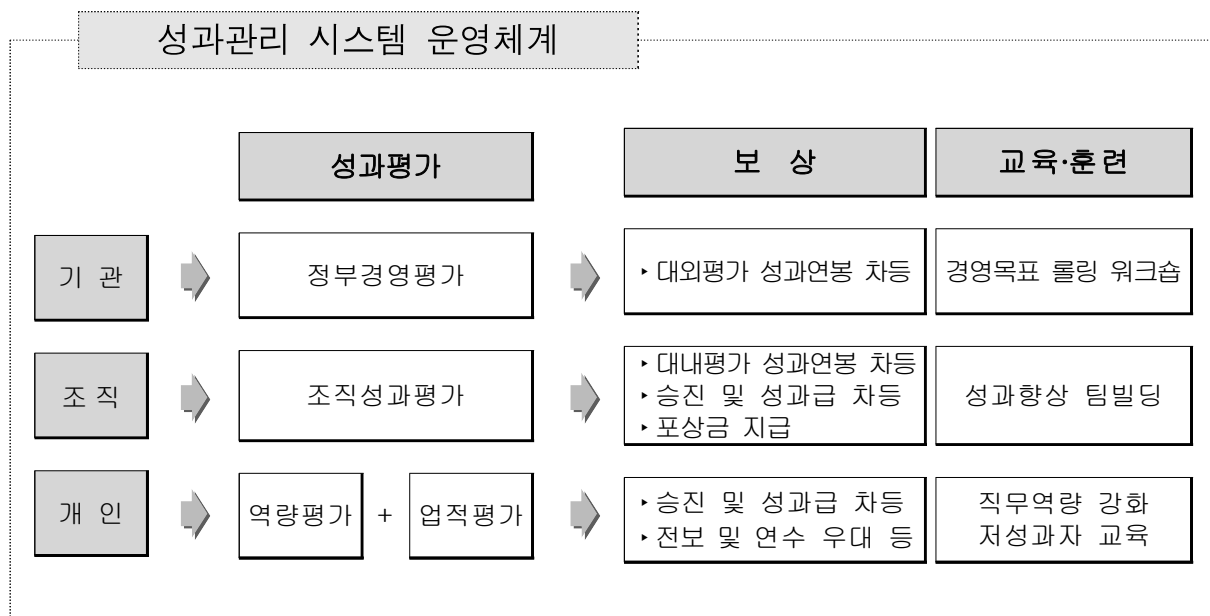 성과관리 시스템 운영체계
성과평가
보 상
교육·훈련
기 관
정부경영평가
‣대외평가 성과연봉 차등
경영목표 롤링 워크숍
조 직
조직성과평가
‣대내평가 성과연봉 차등
‣승진 및 성과급 차등
‣포상금 지급
성과향상 팀빌딩
개 인
역량평가 + 업적평가
‣승진 및 성과급 차등
‣전보 및 연수 우대 등
직무역량 강화
저성과자 교육